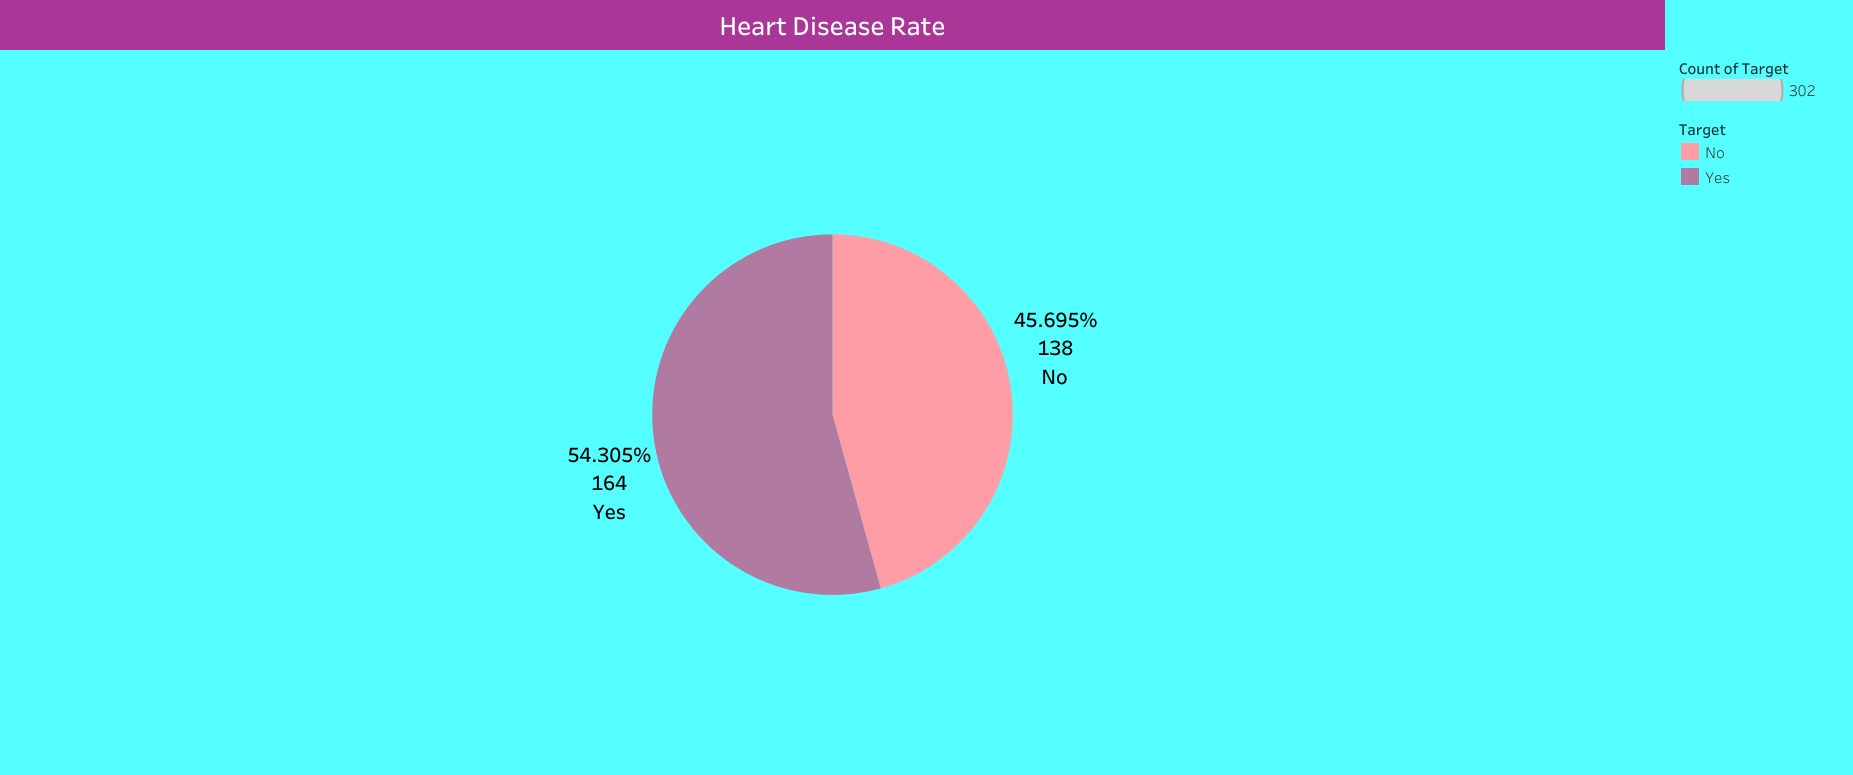 Heart Disease Rate
Count of Target
302
Target
No
Yes
45.695%
138
No
54.305%
164
Yes